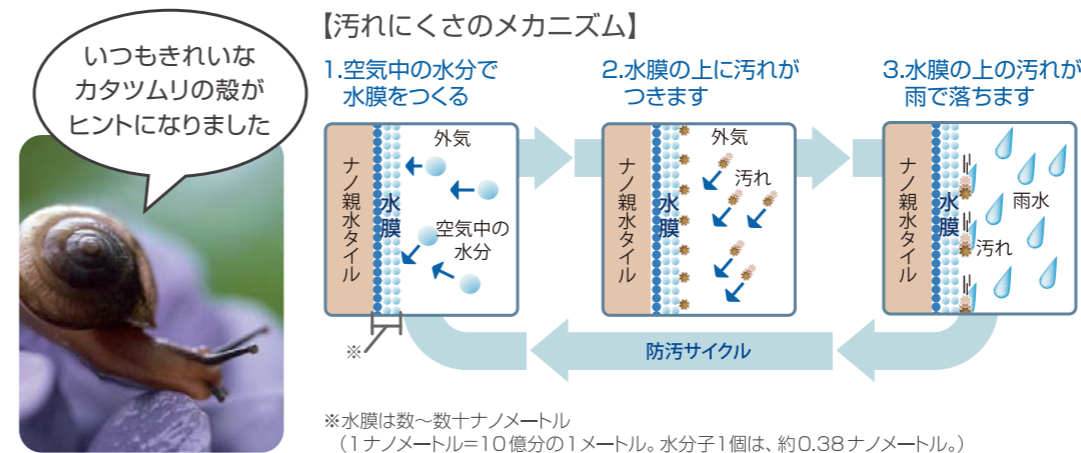 いつもきれいな
カタツムリの殻が
ヒントになりました
【汚れにくさのメカニズム】
1.空気中の水分で
水膜をつくる
2.水膜の上に汚れが
つきます
3.水膜の上の汚れが
雨で落ちます
ナノ親水タイル
水膜
外気
空気中の
水分
※
ナノ親水タイル
水膜
外気
汚れ
ナノ親水タイル
水膜
雨水
汚れ
防汚サイクル
※水膜は数〜数十ナノメートル
(1ナノメートル=10億分の1メートル。水分子1個は、約0.38ナノメートル。)